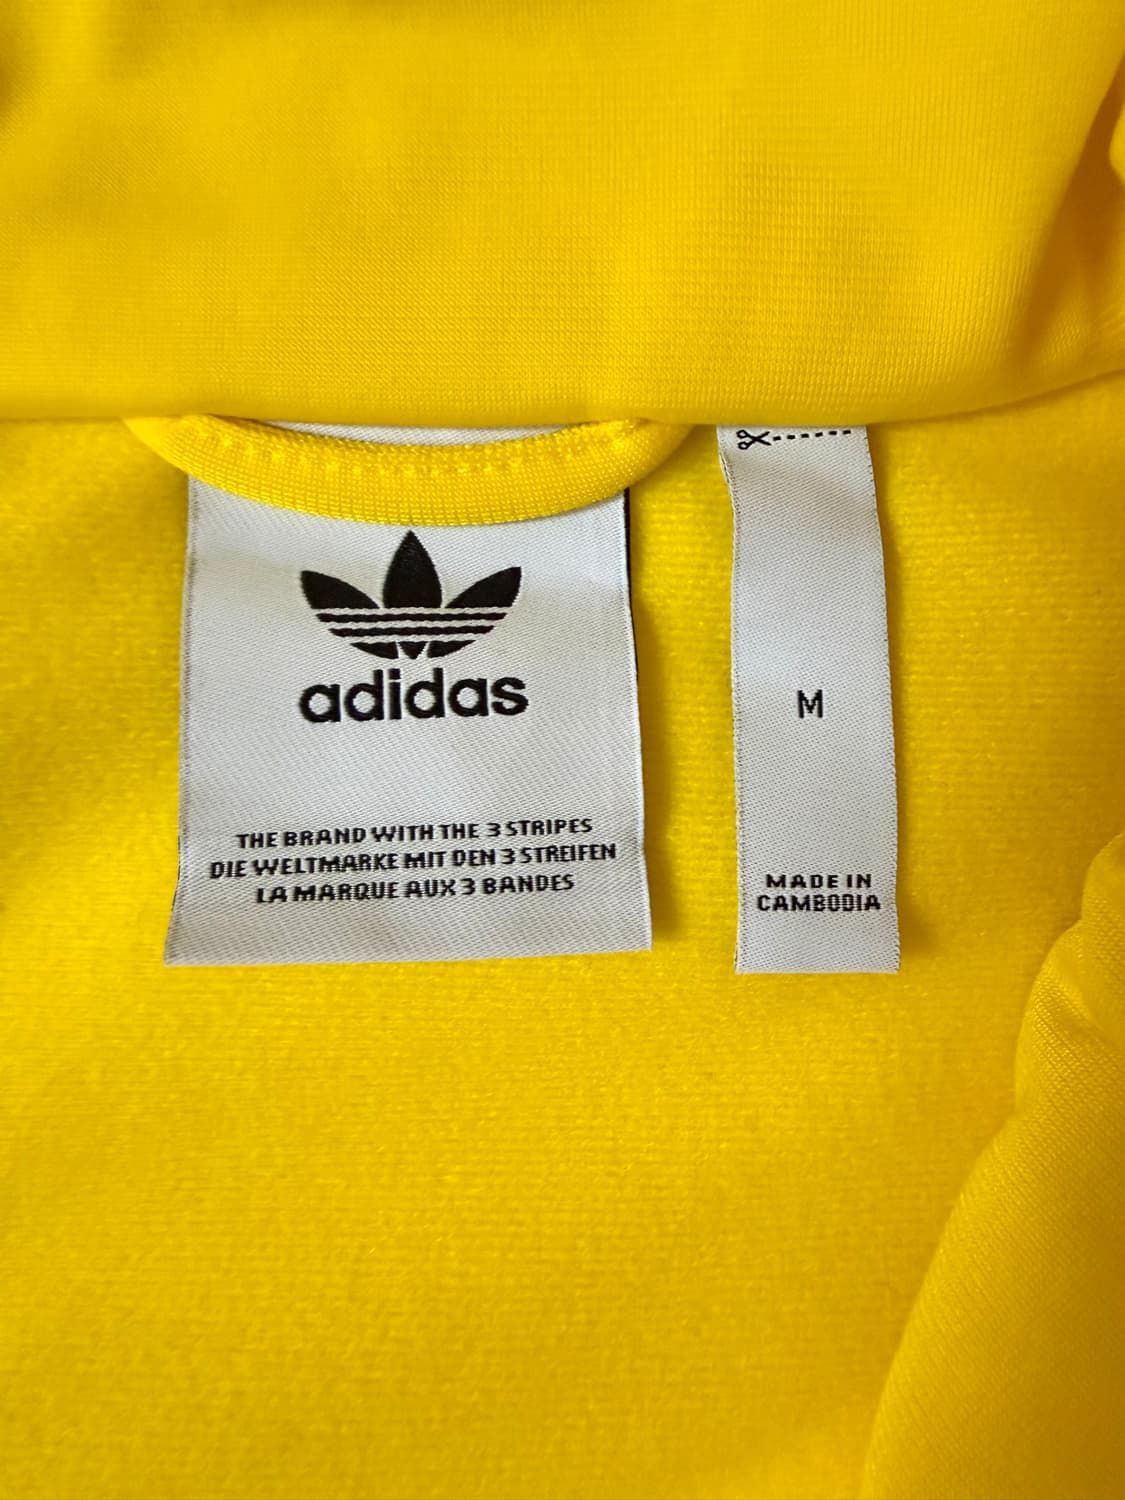 adidas
THE BRAND WITH THE 3 STRIPES
DIE WELTMARKE MIT DEN 3 STREIFEN
LA MARQUE AUX 3 BANDES
M
MADE IN
CAMBODIA